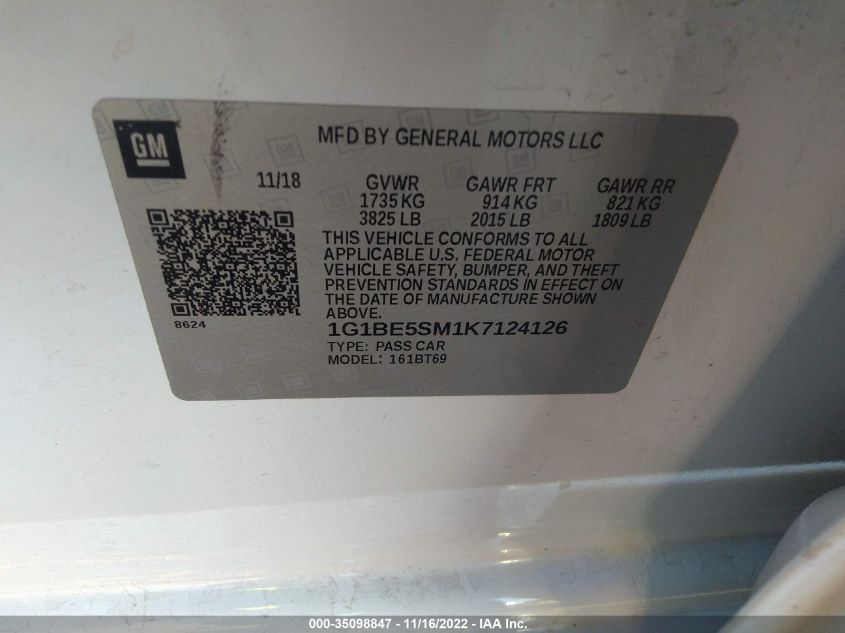 GM
MFD BY GENERAL MOTORS LLC
11/18
GVWR GAWR FRT GAWR RR
1735 KG 914 KG 821 KG
3825 LB 2015 LB 1809 LB
THIS VEHICLE CONFORMS TO ALL
APPLICABLE U.S. FEDERAL MOTOR
VEHICLE SAFETY, BUMPER, AND THEFT
PREVENTION STANDARDS IN EFFECT ON
THE DATE OF MANUFACTURE SHOWN
ABOVE.
8624
1G1BE5SM1K7124126
TYPE: PASS CAR
MODEL: 161BT69
000-35098847 - 11/16/2022 - IAAI.COM